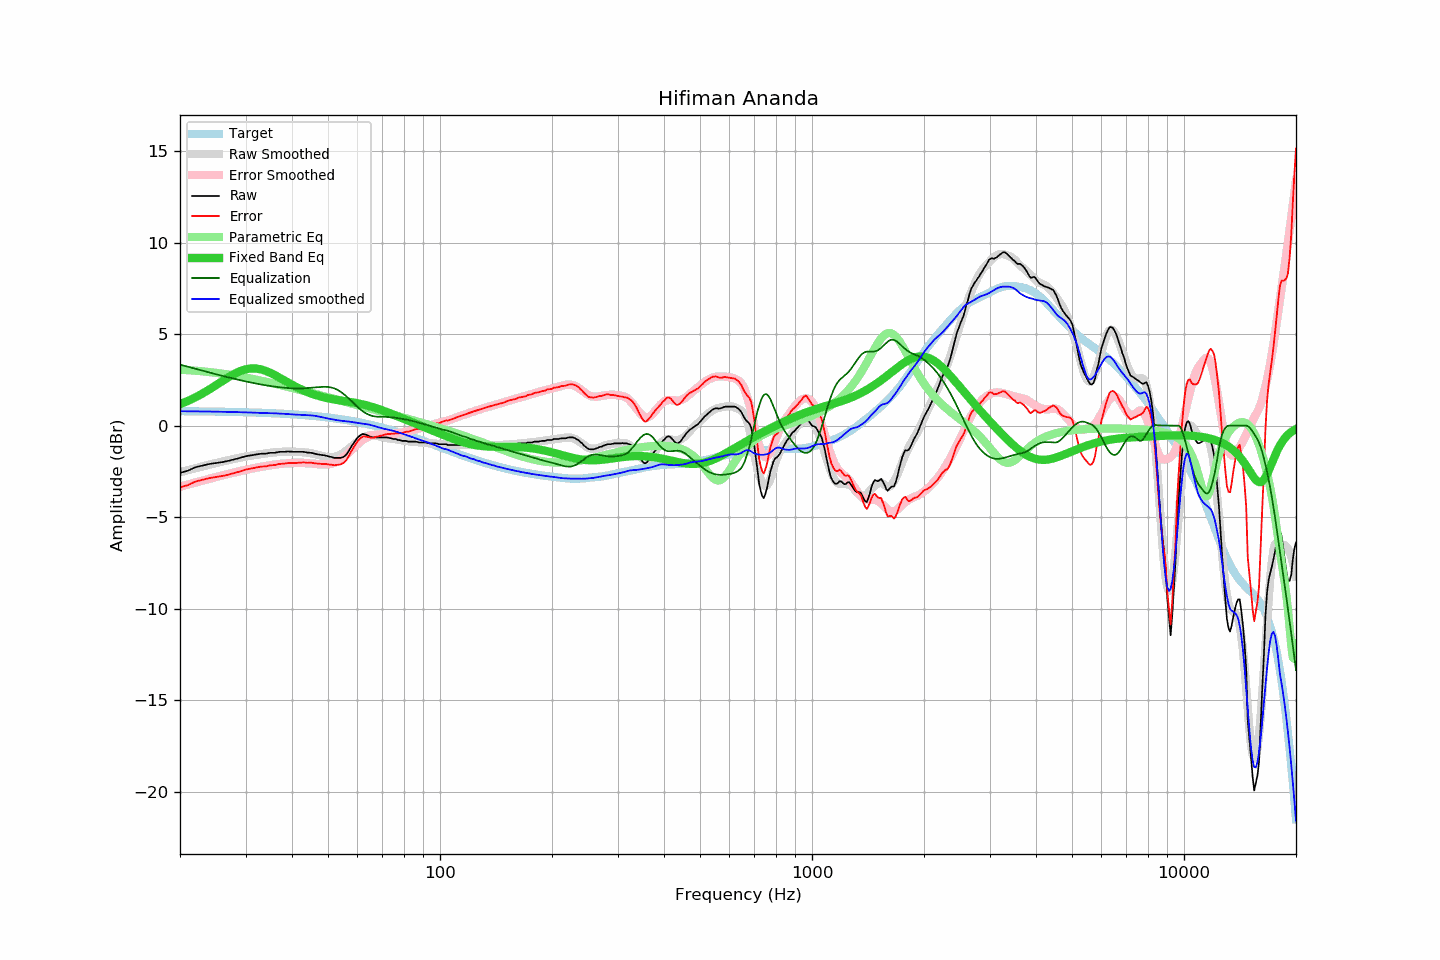 Hifiman Ananda
Target
Raw Smoothed
Error Smoothed
Raw
Error
Parametric Eq
Fixed Band Eq
Equalization
Equalized smoothed
15
10
5
0
−5
−10
−15
−20
Amplitude (dBr)
100
1000
10000
Frequency (Hz)